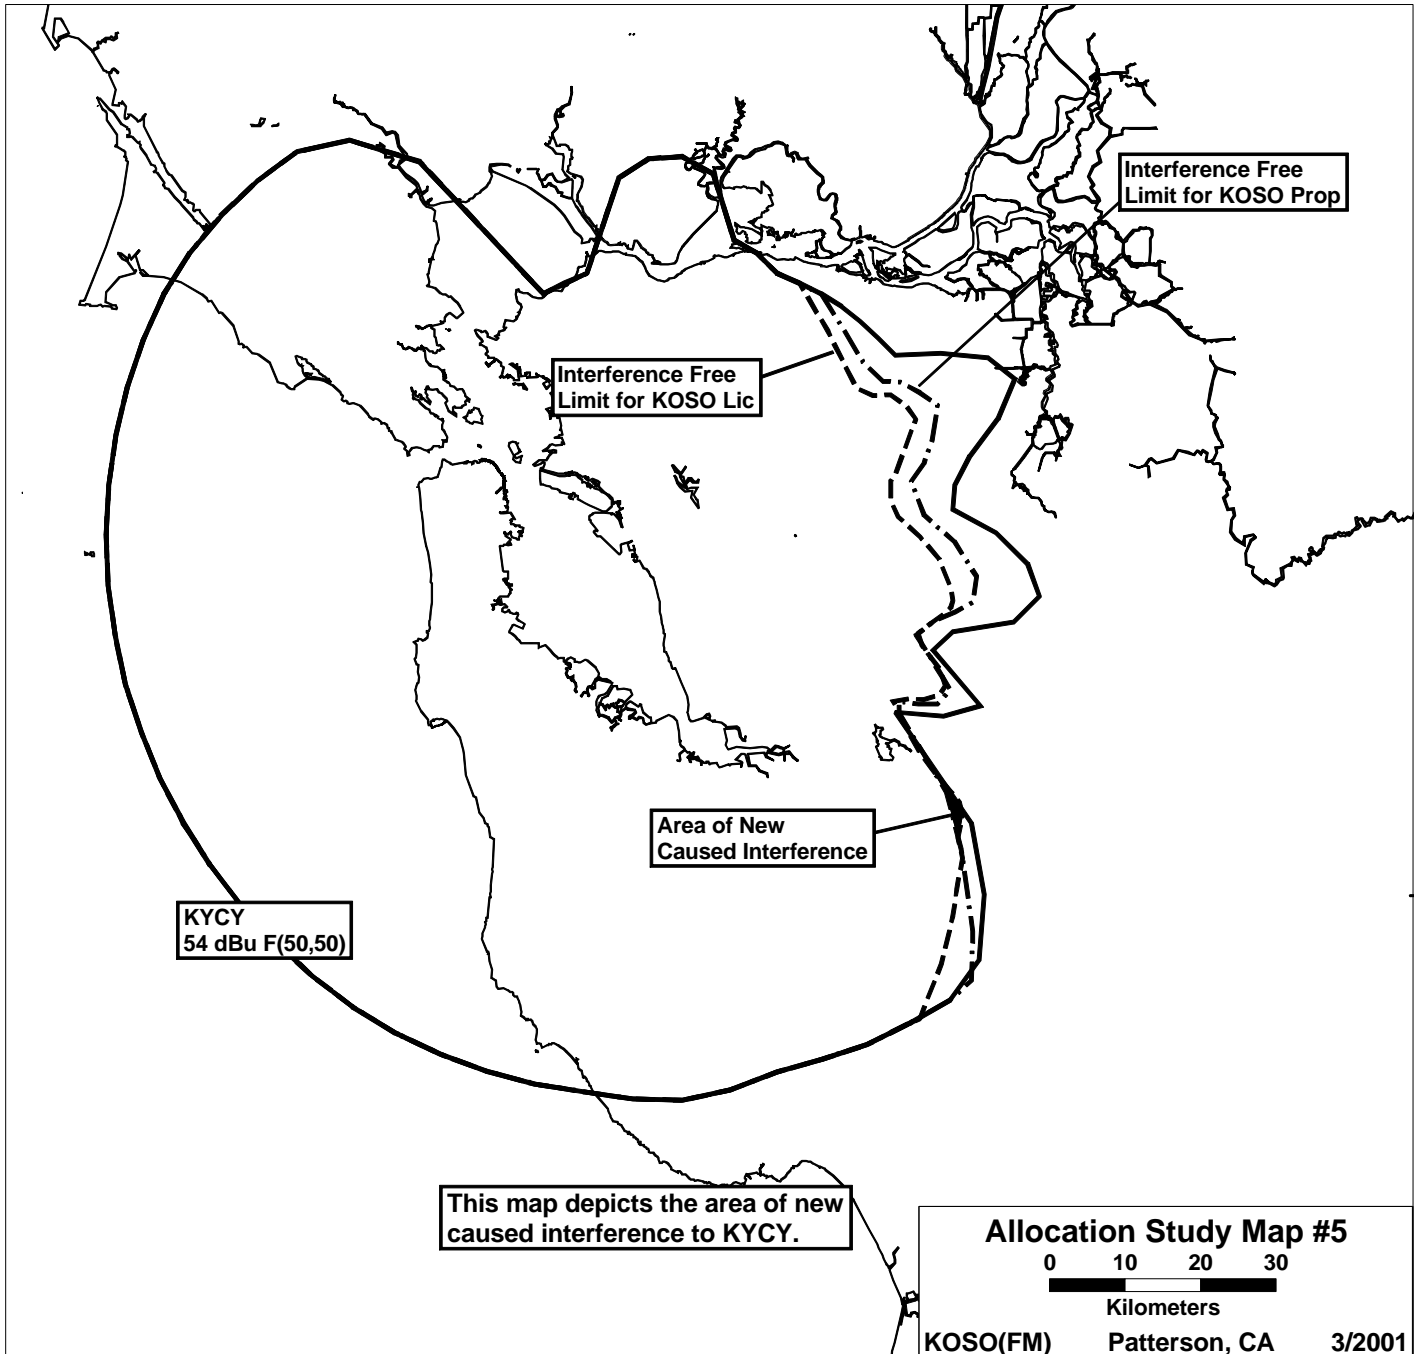 Interference Free
Limit for KOSO Prop
Interference Free
Limit for KOSO Lic
Area of New
Caused Interference
KYCY
54 dBu F(50,50)
This map depicts the area of new
caused interference to KYCY.
Allocation Study Map #5
0 10 20 30
Kilometers
KOSO(FM) Patterson, CA 3/2001